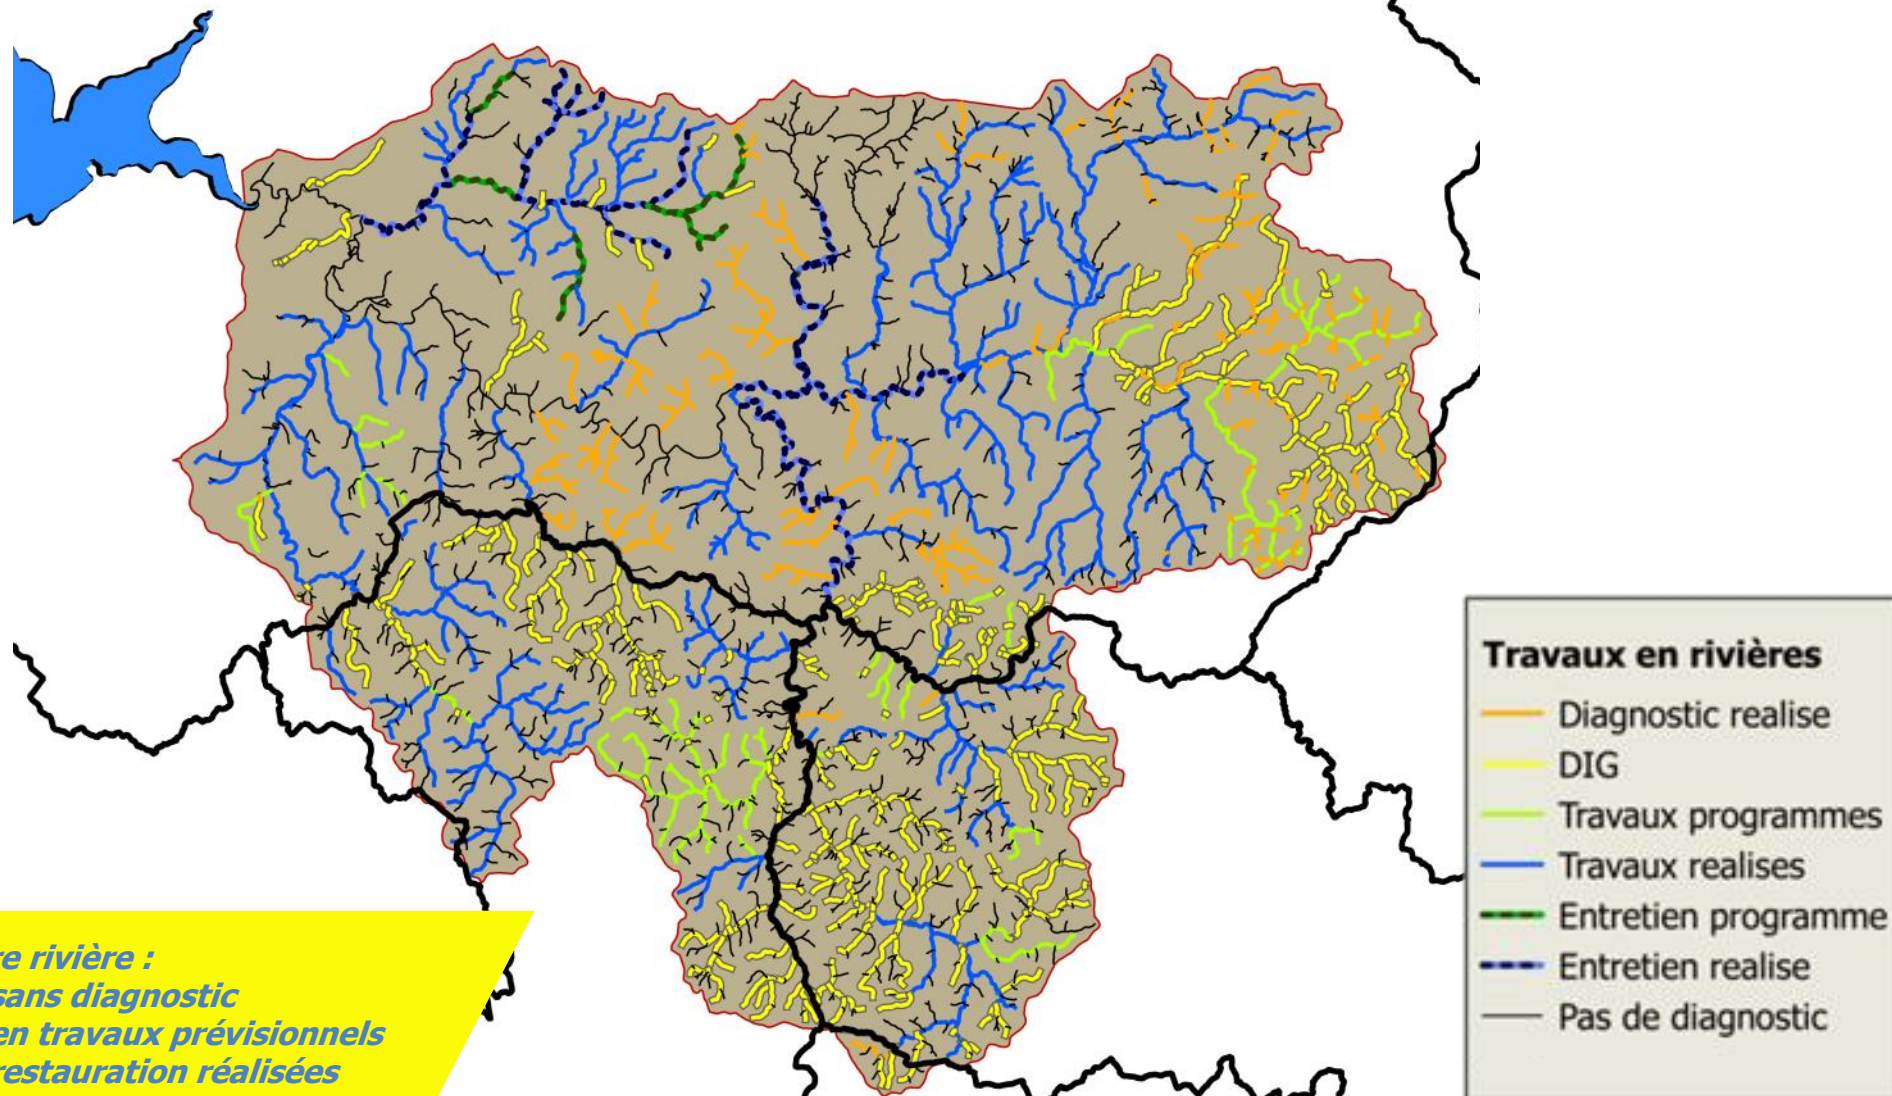 Travaux en rivières
Diagnostic realise
DIG
Travaux programmes
Travaux realises
Entretien programme
Entretien realise
Pas de diagnostic
re rivière :
sans diagnostic
en travaux prévisionnels
restauration réalisées